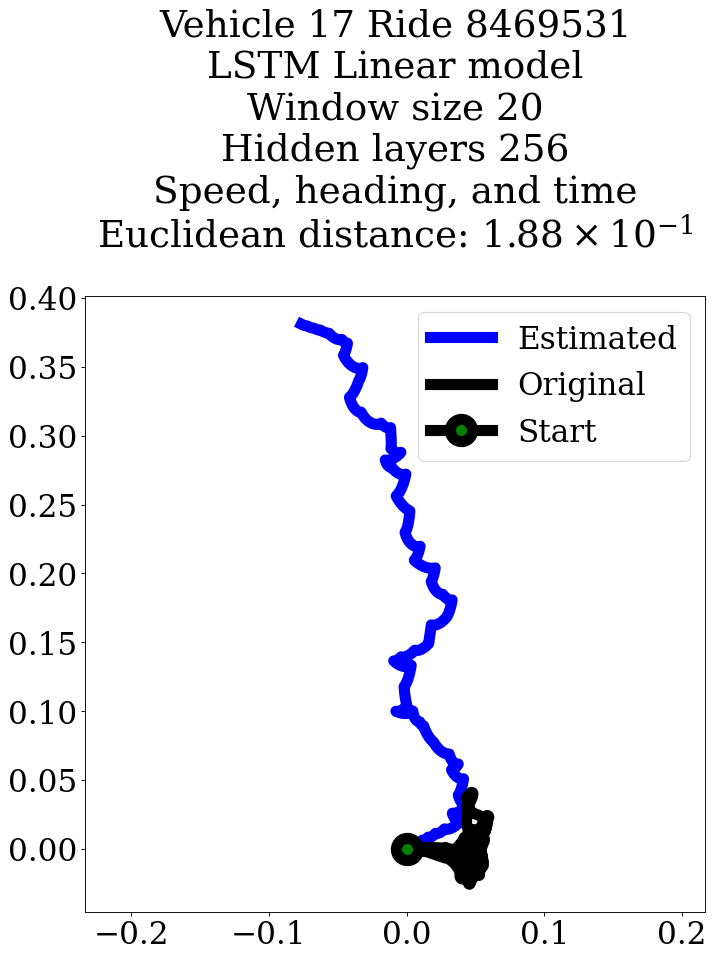 Vehicle 17 Ride 8469531
LSTM Linear model
Window size 20
Hidden layers 256
Speed, heading, and time
Euclidean distance: 1.88 × 10⁻¹
0.40
0.35
0.30
0.25
0.20
0.15
0.10
0.05
0.00
Estimated
Original
Start
−0.2 −0.1 0.0 0.1 0.2